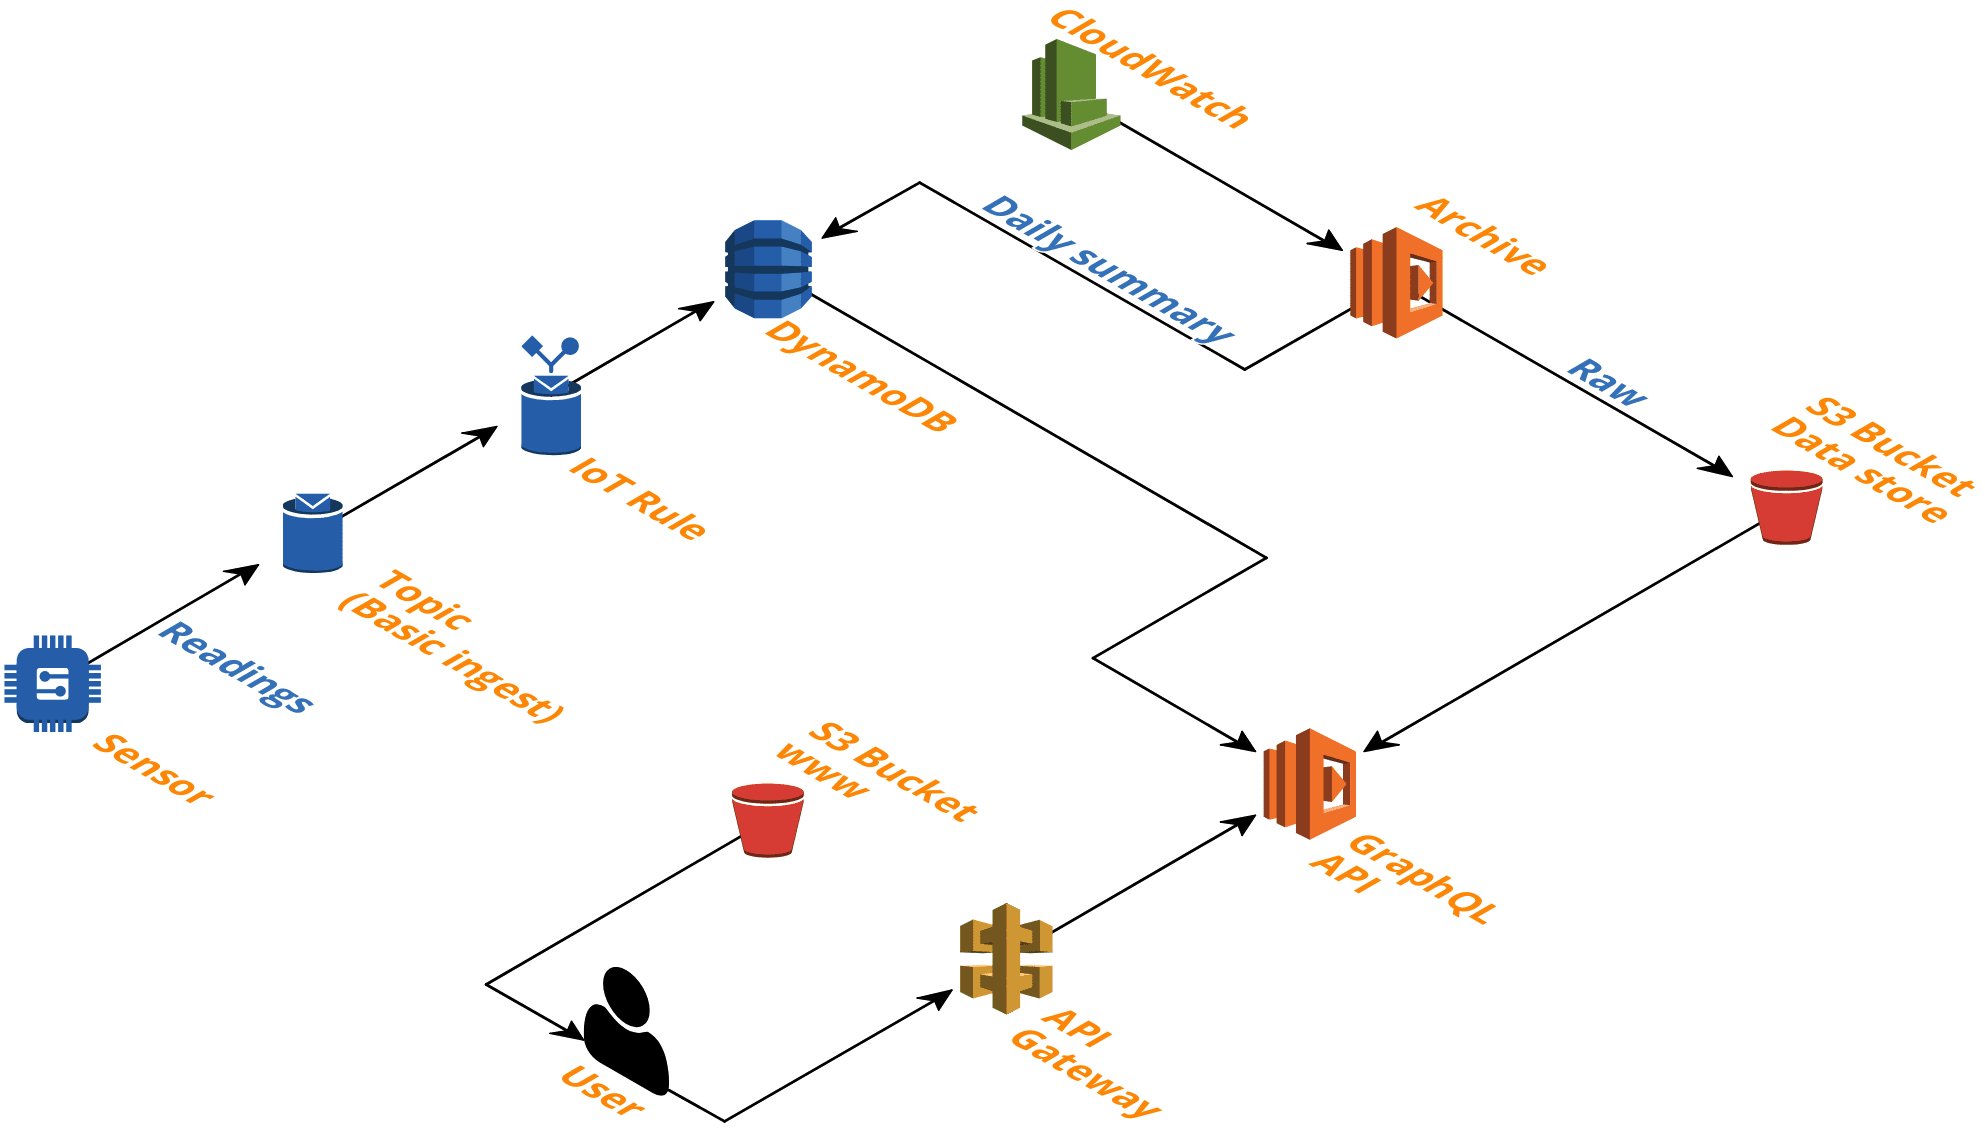 CloudWatch
Archive
Daily summary
Raw
S3 Bucket
Data store
DynamoDB
IoT Rule
Topic
(Basic ingest)
Readings
Sensor
S3 Bucket
www
GraphQL
API
API
Gateway
User